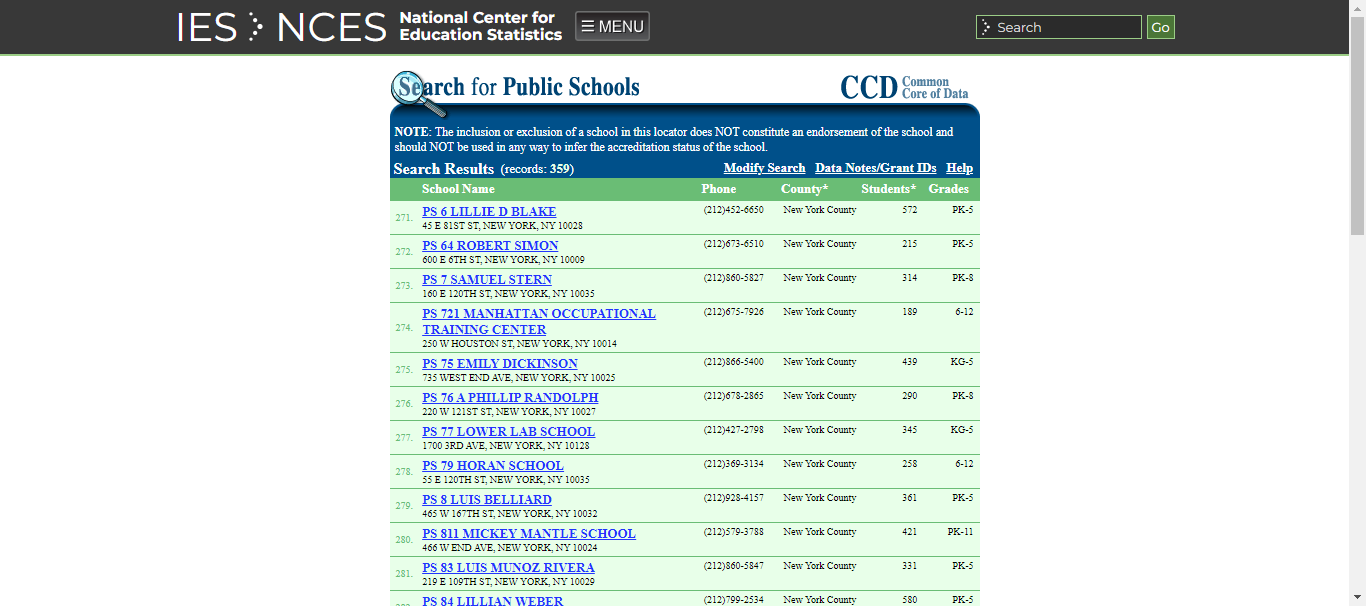 IES NCES National Center for Education Statistics ☰ MENU Search Go
Search for Public Schools CCD Common Core of Data
NOTE: The inclusion or exclusion of a school in this locator does NOT constitute an endorsement of the school and
should NOT be used in any way to infer the accreditation status of the school.
Search Results (records: 359) Modify Search Data Notes/Grant IDs Help
School Name Phone County* Students* Grades
271. PS 6 LILLIE D BLAKE (212)452-6650 New York County 572 PK-5
45 E 81ST ST, NEW YORK, NY 10028
272. PS 64 ROBERT SIMON (212)673-6510 New York County 215 PK-5
600 E 6TH ST, NEW YORK, NY 10009
273. PS 7 SAMUEL STERN (212)860-5827 New York County 314 PK-8
160 E 120TH ST, NEW YORK, NY 10035
274. PS 721 MANHATTAN OCCUPATIONAL (212)675-7926 New York County 189 6-12
TRAINING CENTER
250 W HOUSTON ST, NEW YORK, NY 10014
275. PS 75 EMILY DICKINSON (212)866-5400 New York County 439 KG-5
735 WEST END AVE, NEW YORK, NY 10025
276. PS 76 A PHILLIP RANDOLPH (212)678-2865 New York County 290 PK-8
220 W 121ST ST, NEW YORK, NY 10027
277. PS 77 LOWER LAB SCHOOL (212)427-2798 New York County 345 KG-5
1700 3RD AVE, NEW YORK, NY 10128
278. PS 79 HORAN SCHOOL (212)369-3134 New York County 258 6-12
55 E 120TH ST, NEW YORK, NY 10035
279. PS 8 LUIS BELLIARD (212)928-4157 New York County 361 PK-5
465 W 167TH ST, NEW YORK, NY 10032
280. PS 811 MICKEY MANTLE SCHOOL (212)579-3788 New York County 421 PK-11
466 W END AVE, NEW YORK, NY 10024
281. PS 83 LUIS MUNOZ RIVERA (212)860-5847 New York County 331 PK-5
219 E 109TH ST, NEW YORK, NY 10029
PS 84 LILLIAN WEBER (212)799-2534 New York County 580 PK-5